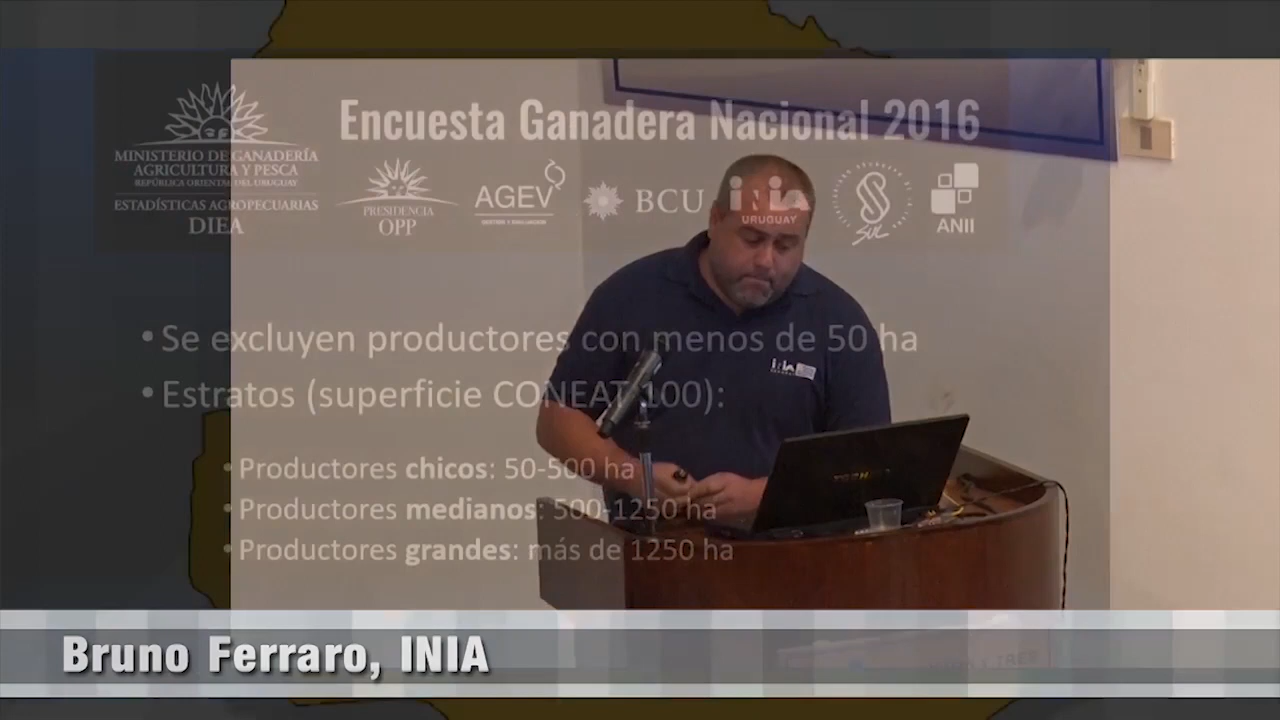 Encuesta Ganadera Nacional 2016
MINISTERIO DE GANADERÍA
AGRICULTURA Y PESCA
REPÚBLICA ORIENTAL DEL URUGUAY
ESTADÍSTICAS AGROPECUARIAS
DIEA
PRESIDENCIA
OPP
AGEV
BCU
inia
URUGUAY
SUL
ANII
• Se excluyen productores con menos de 50 ha
• Estratos (superficie CONEAT 100):
• Productores chicos: 50-500 ha
• Productores medianos: 500-1250 ha
• Productores grandes: más de 1250 ha
inia
Bruno Ferraro, INIA